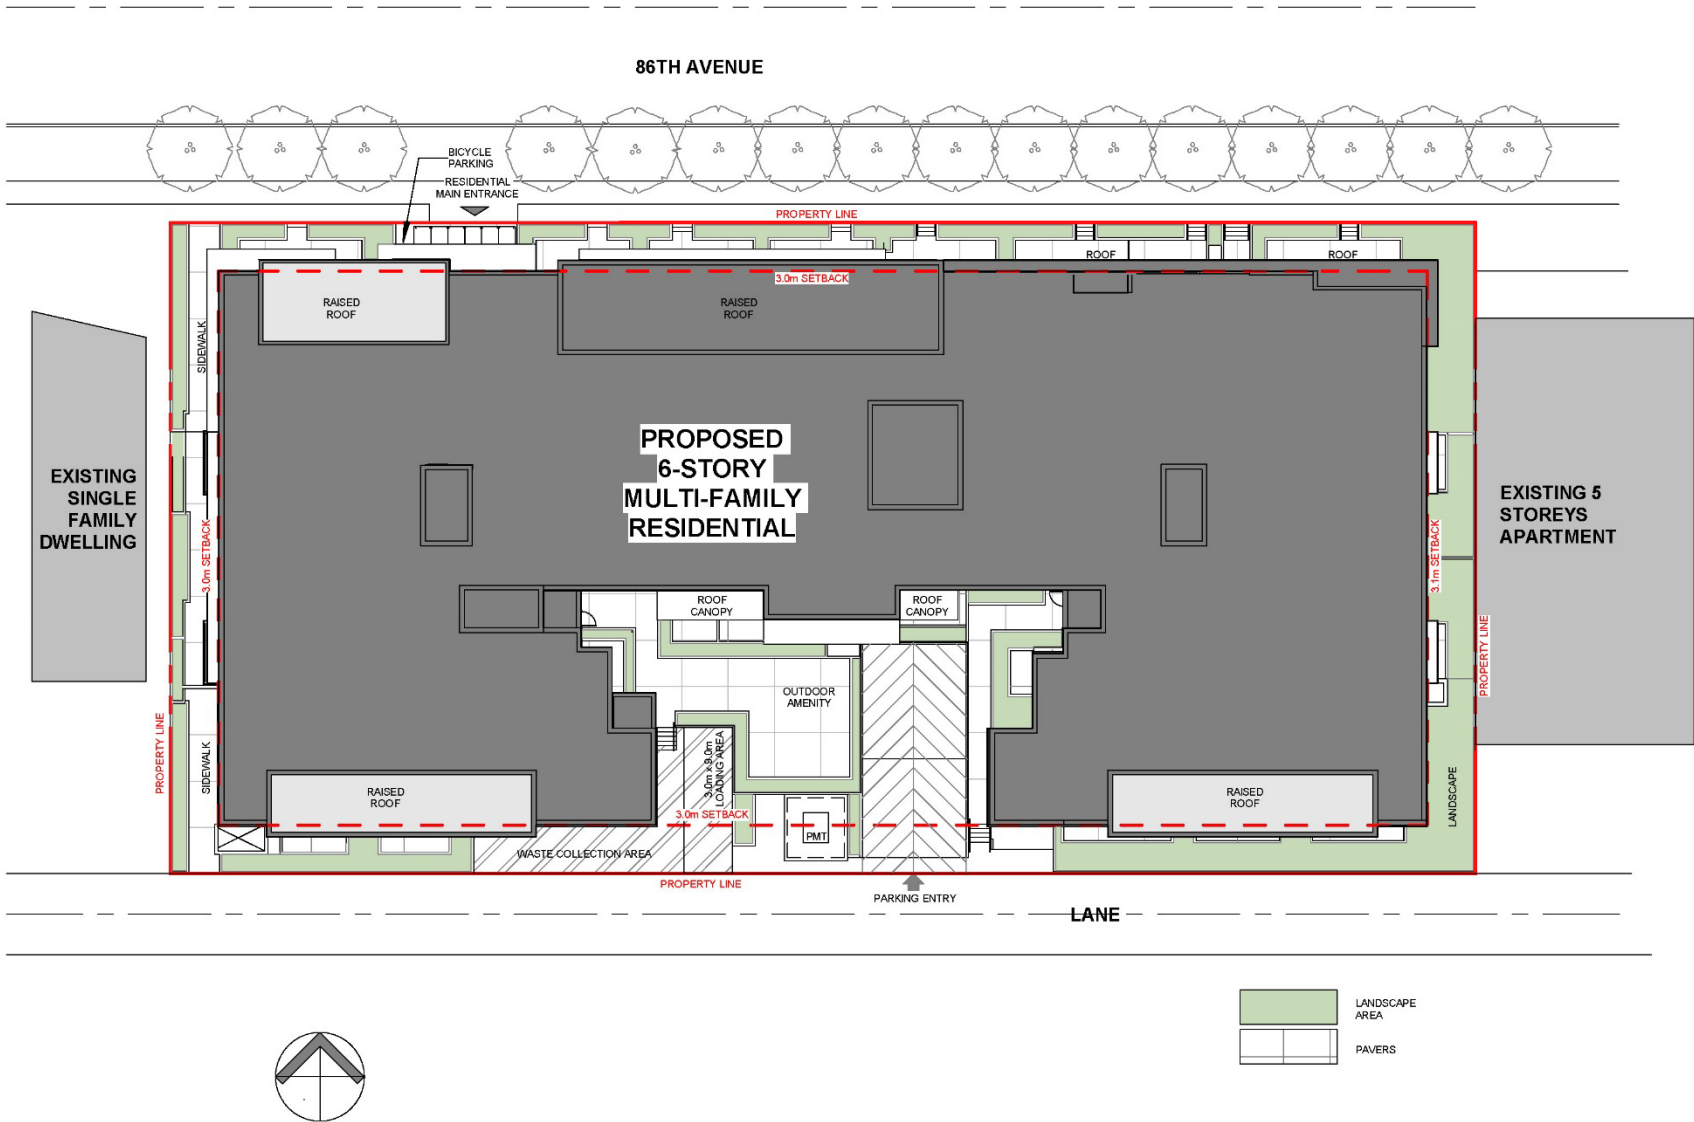 86TH AVENUE
BICYCLE
PARKING
RESIDENTIAL
MAIN ENTRANCE
PROPERTY LINE
ROOF
ROOF
3.0m SETBACK
RAISED
ROOF
RAISED
ROOF
SIDEWALK
PROPOSED
6-STORY
MULTI-FAMILY
RESIDENTIAL
EXISTING
SINGLE
FAMILY
DWELLING
EXISTING 5
STOREYS
APARTMENT
3.0m SETBACK
3.1m SETBACK
ROOF
CANOPY
ROOF
CANOPY
PROPERTY LINE
OUTDOOR
AMENITY
PROPERTY LINE
SIDEWALK
3.0m x 9.0m
LOADING AREA
RAISED
ROOF
RAISED
ROOF
LANDSCAPE
3.0m SETBACK
PMT
WASTE COLLECTION AREA
PROPERTY LINE
PARKING ENTRY
LANE
LANDSCAPE
AREA
PAVERS